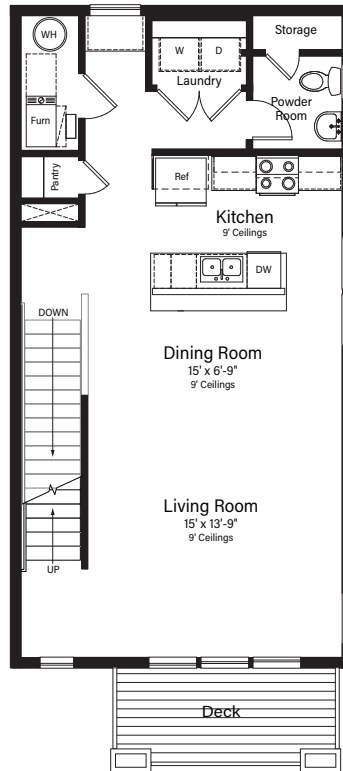 WH
Storage
W
D
Laundry
Powder
Room
Furn
Pantry
Ref
Kitchen
9' Ceilings
DW
DOWN
Dining Room
15' x 6'-9"
9' Ceilings
Living Room
15' x 13'-9"
9' Ceilings
UP
Deck